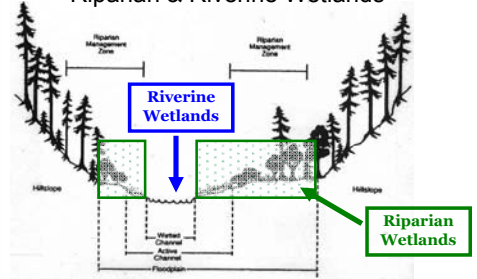 Riparian & Riverine Wetlands
Riparian
Management
Zone
Riparian
Management
Zone
Riverine
Wetlands
Hillslope
Hillslope
Riparian
Wetlands
Wetted
Channel
Active
Channel
Floodplain